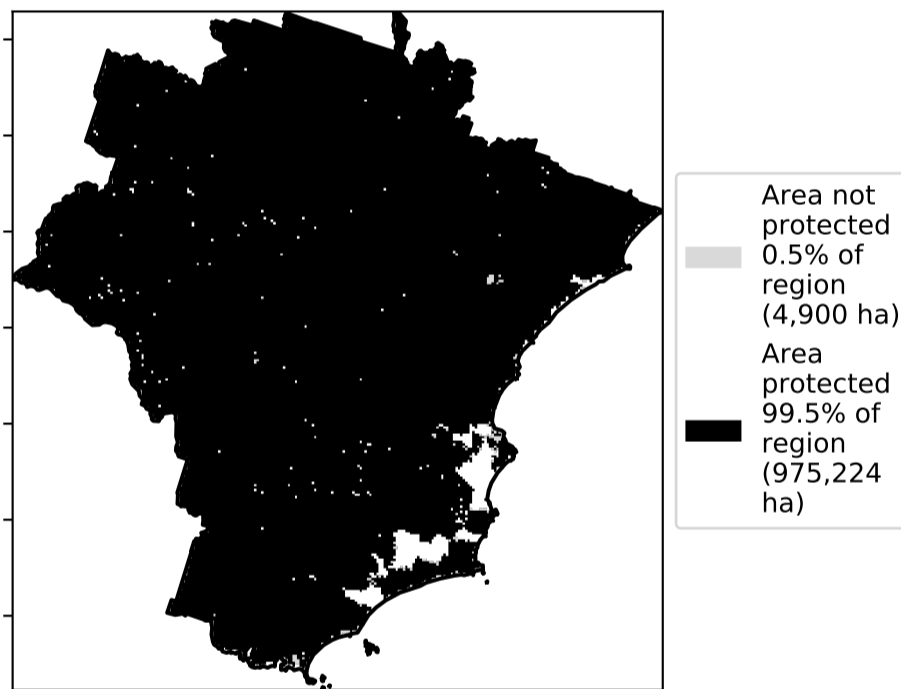 Area not
protected
0.5% of
region
(4,900 ha)
Area
protected
99.5% of
region
(975,224
ha)